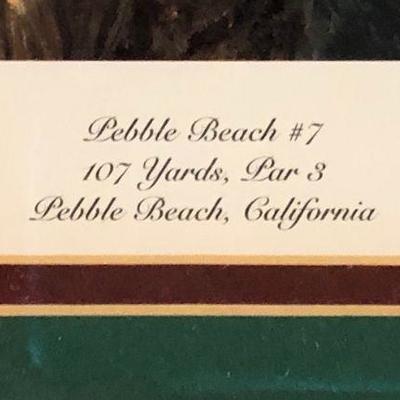 Pebble Beach #7
107 Yards, Par 3
Pebble Beach, California